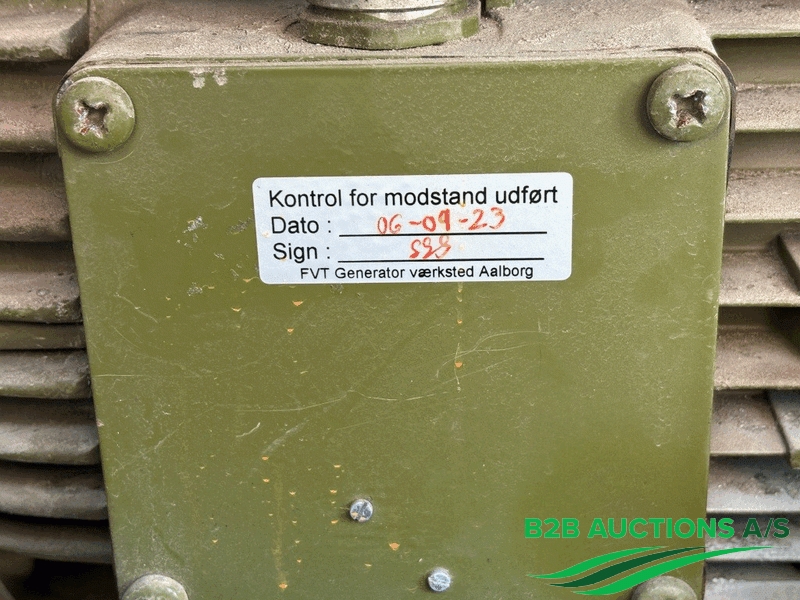 Kontrol for modstand udført
Dato : 06-09-23
Sign :
FVT Generator værksted Aalborg
B2B AUCTIONS A/S